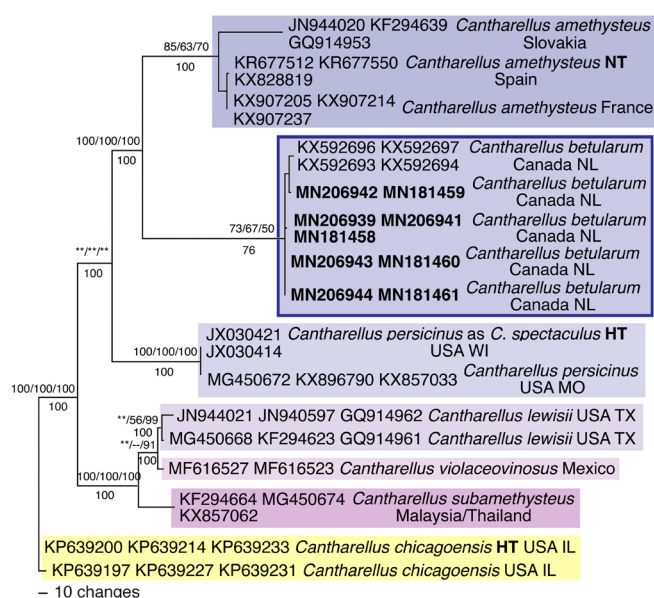 JN944020 KF294639 Cantharellus amethysteus
GQ914953 Slovakia
85/63/70
100
KR677512 KR677550 Cantharellus amethysteus NT
KX828819 Spain
KX907205 KX907214 Cantharellus amethysteus France
KX907237
100/100/100
100
KX592696 KX592697 Cantharellus betularum
KX592693 KX592694 Canada NL
MN206942 MN181459 Cantharellus betularum
Canada NL
MN206939 MN206941 Cantharellus betularum
MN181458 Canada NL
73/67/50
76
MN206943 MN181460 Cantharellus betularum
Canada NL
MN206944 MN181461 Cantharellus betularum
Canada NL
**/**/**
100
JX030421 Cantharellus persicinus as C. spectaculus HT
JX030414 USA WI
100/100/100
100
MG450672 KX896790 KX857033 Cantharellus persicinus
USA MO
100/100/100
100
JN944021 JN940597 GQ914962 Cantharellus lewisii USA TX
**/56/99
100
MG450668 KF294623 GQ914961 Cantharellus lewisii USA TX
**/--/91
100
MF616527 MF616523 Cantharellus violaceovinosus Mexico
100/100/100
100
KF294664 MG450674 Cantharellus subamethysteus
KX857062 Malaysia/Thailand
KP639200 KP639214 KP639233 Cantharellus chicagoensis HT USA IL
KP639197 KP639227 KP639231 Cantharellus chicagoensis USA IL
– 10 changes